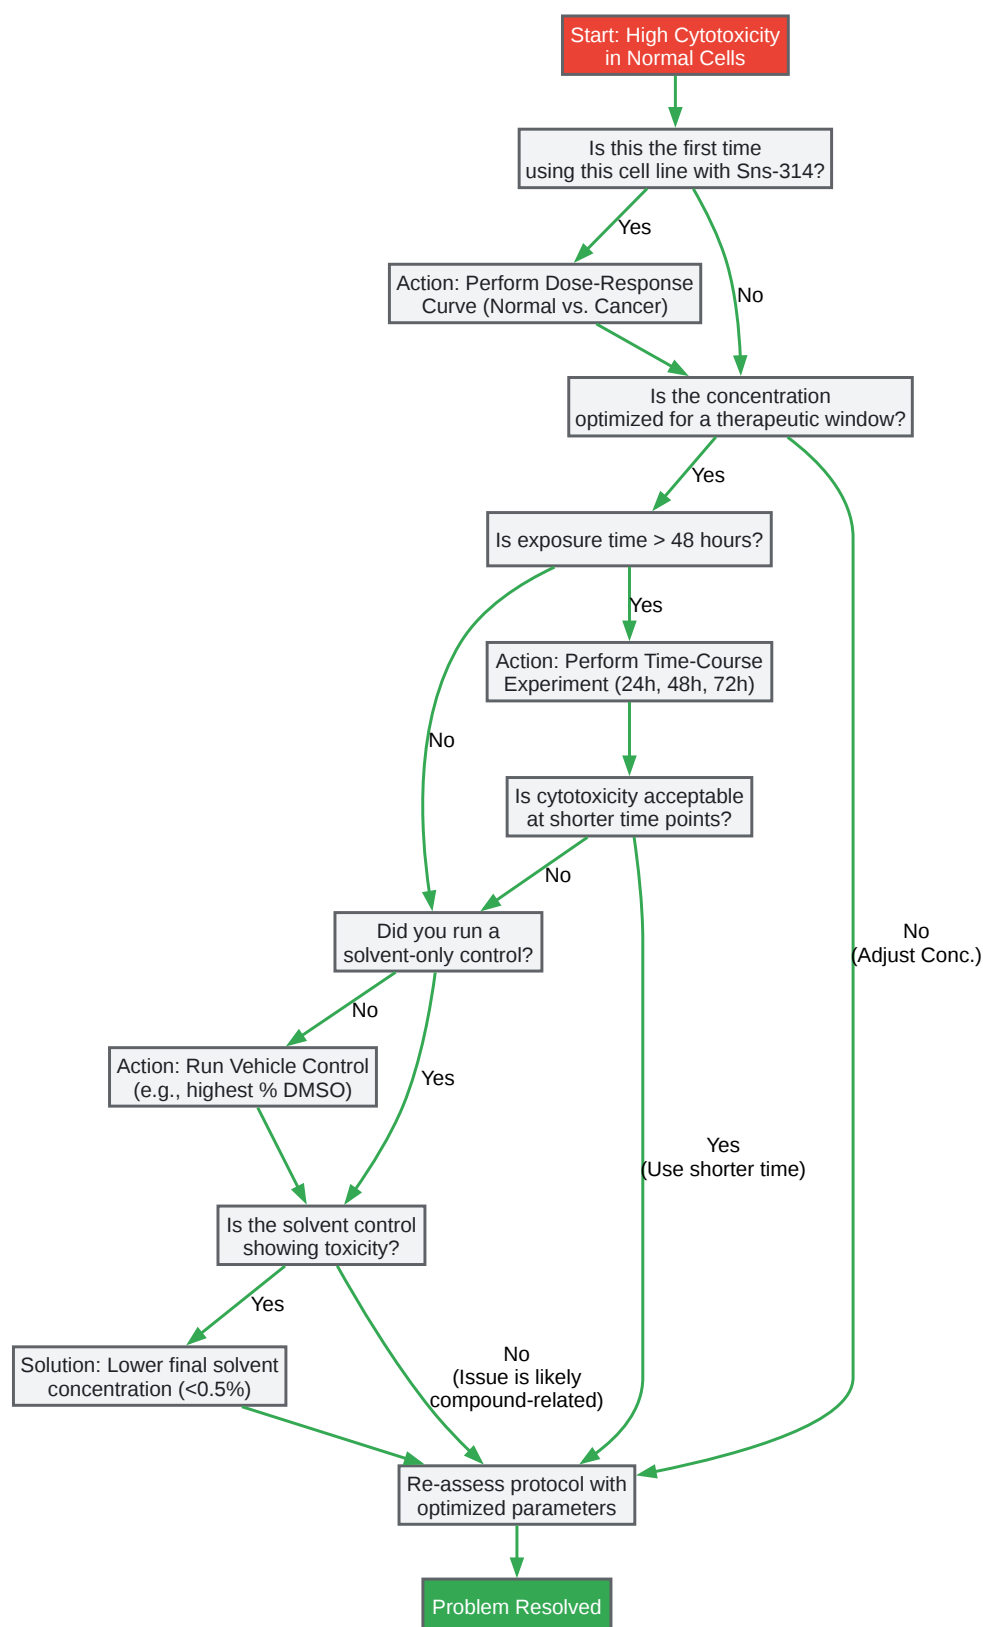 Start: High Cytotoxicity
in Normal Cells
Is this the first time
using this cell line with Sns-314?
Yes
Action: Perform Dose-Response
Curve (Normal vs. Cancer)
No
Is the concentration
optimized for a therapeutic window?
Yes
Is exposure time > 48 hours?
Yes
Action: Perform Time-Course
Experiment (24h, 48h, 72h)
No
Is cytotoxicity acceptable
at shorter time points?
No
Did you run a
solvent-only control?
No
(Adjust Conc.)
No
Action: Run Vehicle Control
(e.g., highest % DMSO)
Yes
Yes
(Use shorter time)
Is the solvent control
showing toxicity?
Yes
Solution: Lower final solvent
concentration (<0.5%)
No
(Issue is likely
compound-related)
Re-assess protocol with
optimized parameters
Problem Resolved